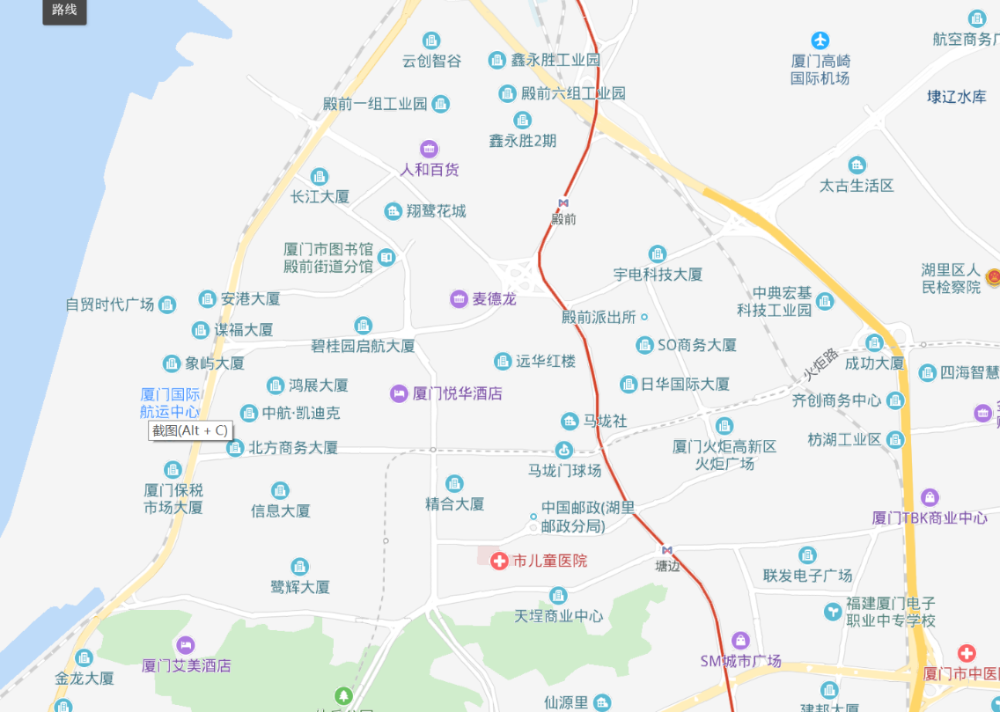 路线
航空商务广
云创智谷
鑫永胜工业园
厦门高崎
国际机场
殿前六组工业园
殿前一组工业园
埭辽水库
鑫永胜2期
人和百货
长江大厦
太古生活区
翔鹭花城
殿前
厦门市图书馆
殿前街道分馆
宇电科技大厦
湖里区人
民检察院
中典宏基
科技工业园
自贸时代广场
安港大厦
麦德龙
殿前派出所
谋福大厦
碧桂园启航大厦
SO商务大厦
火炬路
成功大厦
象屿大厦
远华红楼
四海智慧
鸿展大厦
日华国际大厦
厦门国际
航运中心
厦门悦华酒店
齐创商务中心
中航·凯迪克
马垅社
截图(Alt + C)
北方商务大厦
厦门火炬高新区
火炬广场
枋湖工业区
马垅门球场
厦门保税
市场大厦
信息大厦
精合大厦
中国邮政(湖里
邮政分局)
厦门TBK商业中心
市儿童医院
塘边
联发电子广场
鹭辉大厦
天埕商业中心
福建厦门电子
职业中专学校
厦门艾美酒店
SM城市广场
金龙大厦
厦门市中医
仙源里
建邦大厦